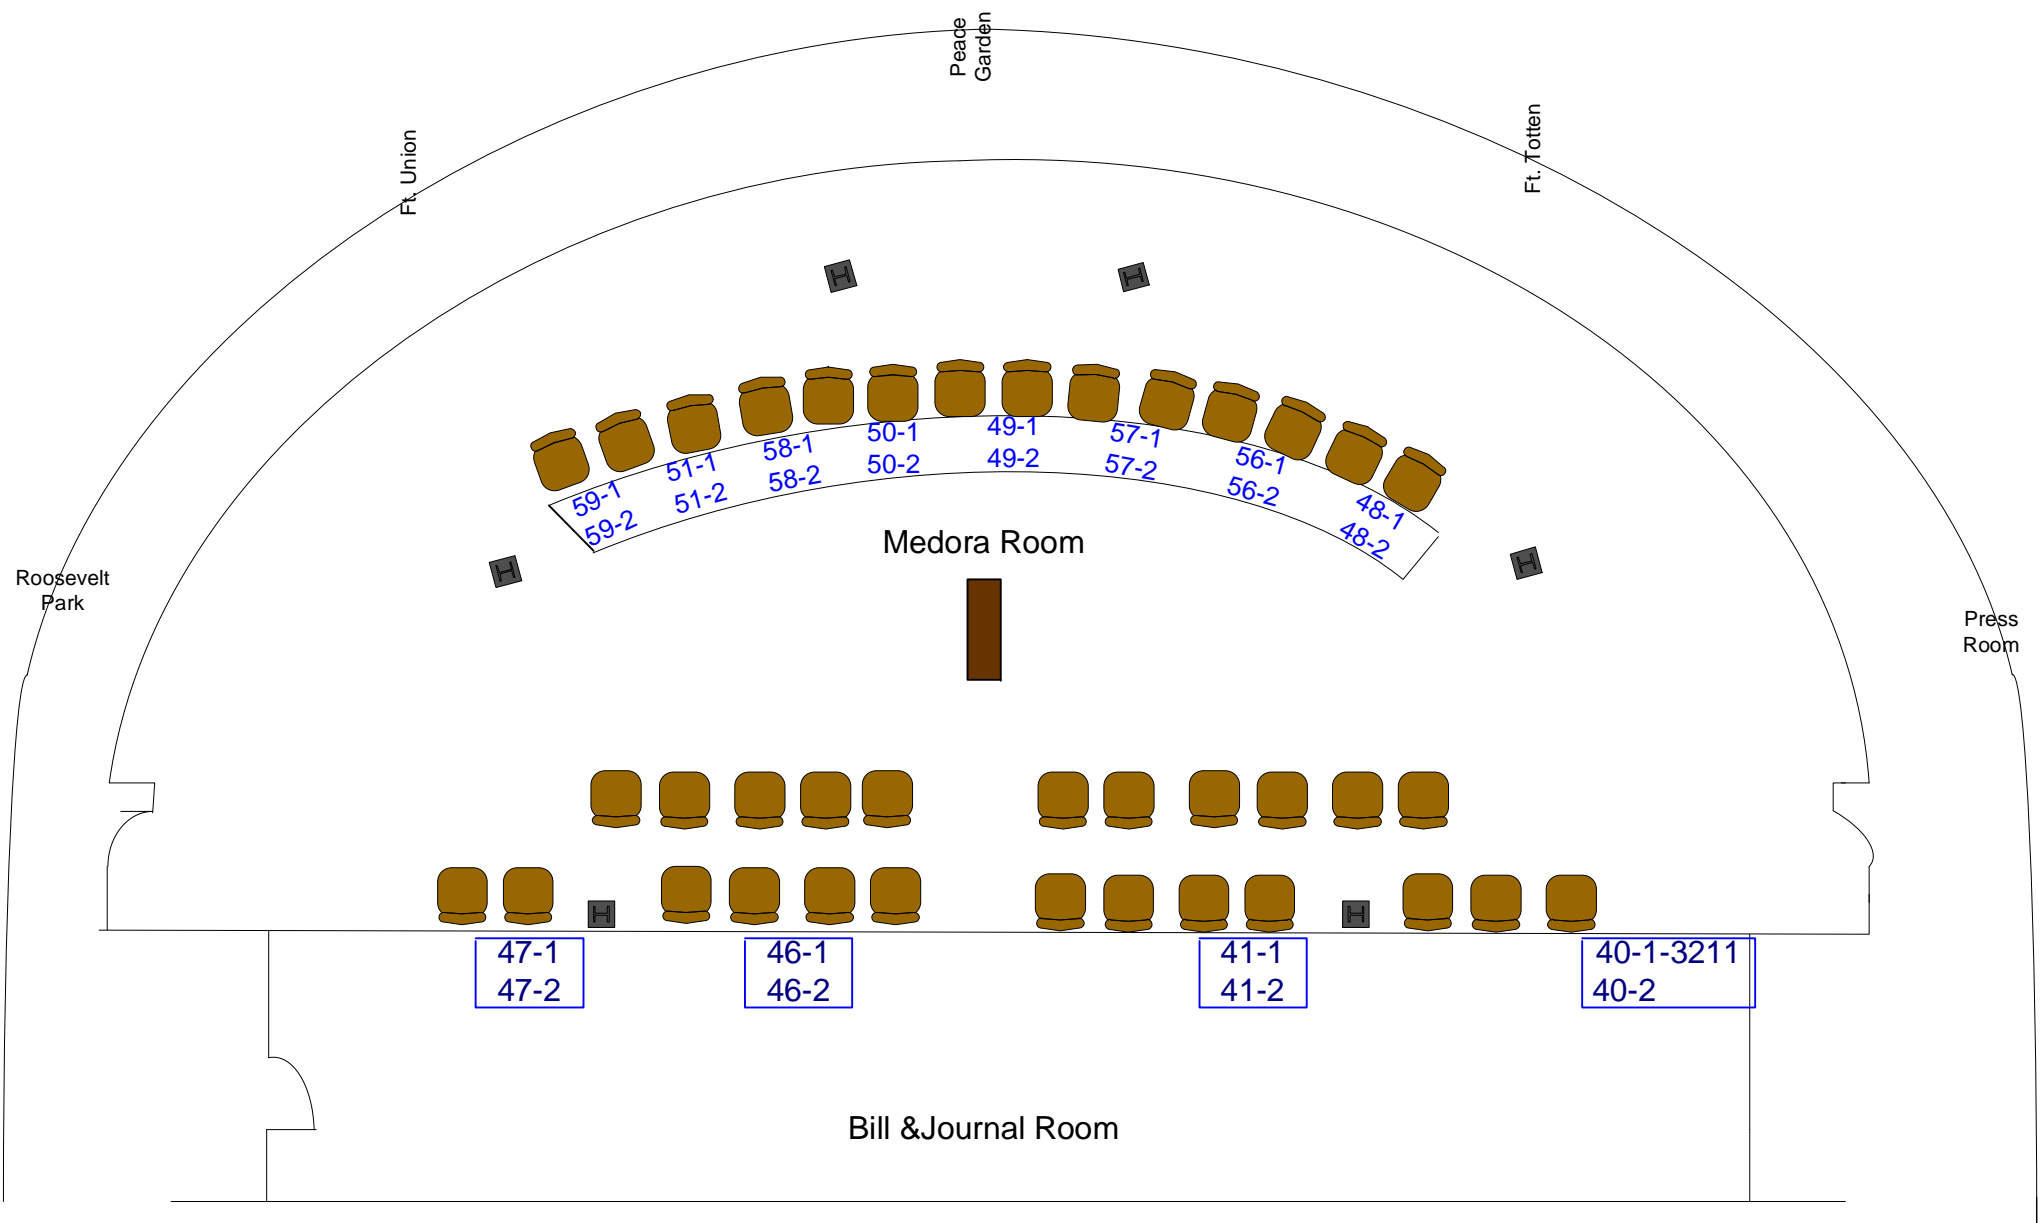 Peace
Garden
Ft. Union
Ft. Totten
H
H
59-1
59-2
51-1
51-2
58-1
58-2
50-1
50-2
49-1
49-2
57-1
57-2
56-1
56-2
48-1
48-2
Medora Room
H
H
Roosevelt
Park
Press
Room
H
H
47-1
47-2
46-1
46-2
41-1
41-2
40-1-3211
40-2
Bill &Journal Room